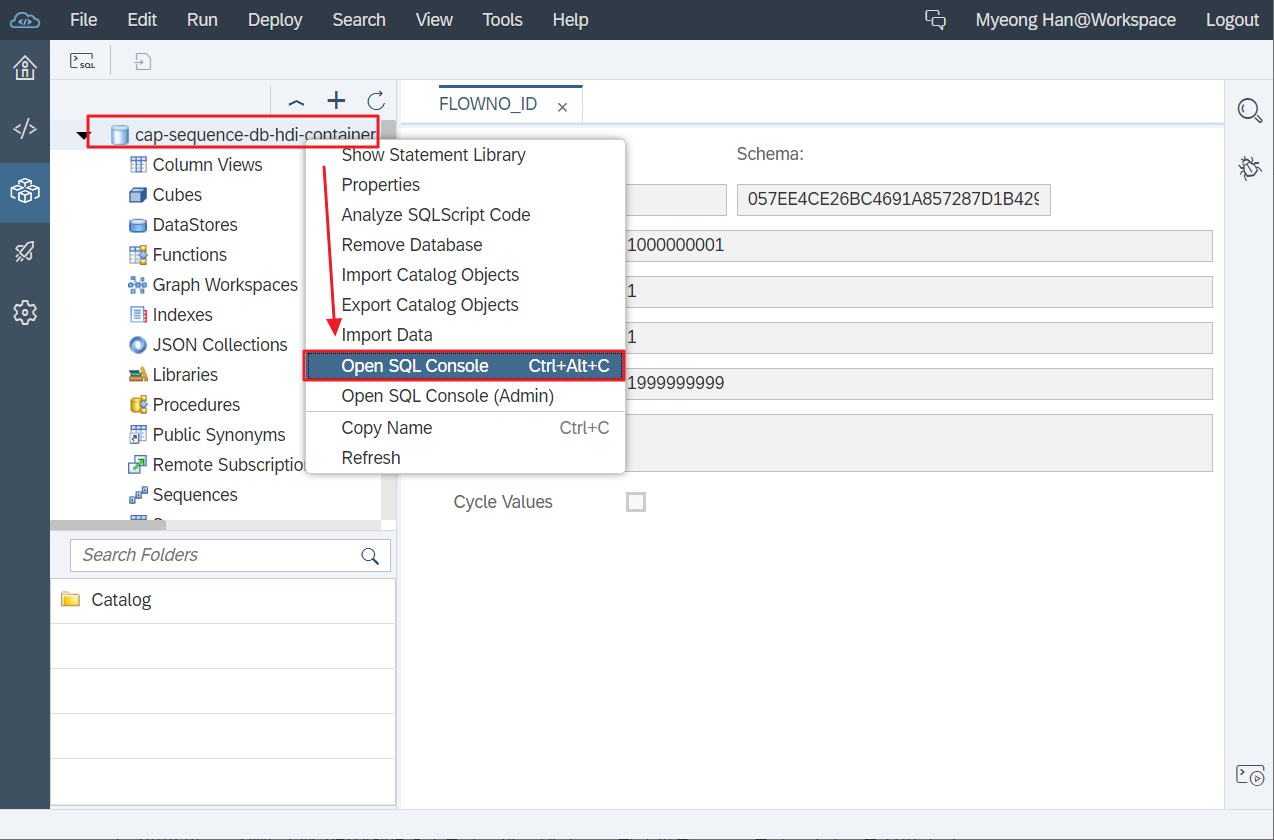 File Edit Run Deploy Search View Tools Help Myeong Han@Workspace Logout
SQL
FLOWNO_ID ×
cap-sequence-db-hdi-container
Column Views
Cubes
DataStores
Functions
Graph Workspaces
Indexes
JSON Collections
Libraries
Procedures
Public Synonyms
Remote Subscriptio
Sequences
Show Statement Library
Properties
Analyze SQLScript Code
Remove Database
Import Catalog Objects
Export Catalog Objects
Import Data
Open SQL Console Ctrl+Alt+C
Open SQL Console (Admin)
Copy Name Ctrl+C
Refresh
Schema:
057EE4CE26BC4691A857287D1B429
1000000001
1
1
1999999999
Cycle Values
Search Folders
Catalog